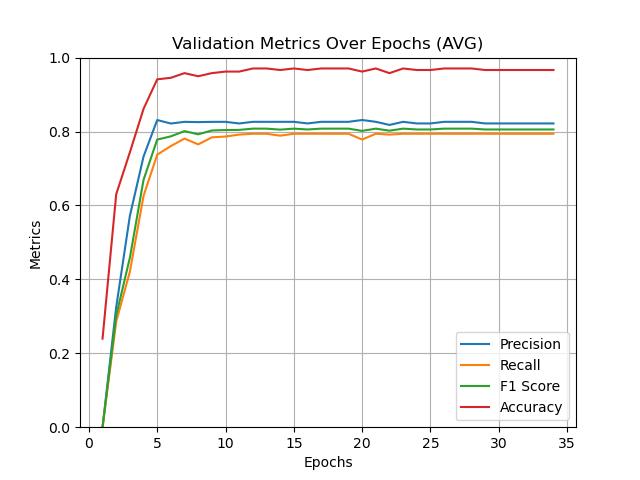 Validation Metrics Over Epochs (AVG)
1.0
0.8
0.6
0.4
0.2
0.0
Metrics
0 5 10 15 20 25 30 35
Epochs
Precision
Recall
F1 Score
Accuracy